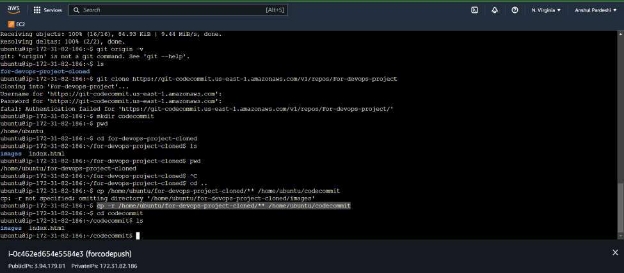 aws
Services
Search
[Alt+S]
N. Virginia
Anshul Pardeshi
EC2
Receiving objects: 100% (16/16), 84.93 KiB | 9.44 MiB/s, done.
Resolving deltas: 100% (2/2), done.
ubuntu@ip-172-31-82-186:~$ git origin -v
git: 'origin' is not a git command. See 'git --help'.
ubuntu@ip-172-31-82-186:~$ ls
for-devops-project-cloned
ubuntu@ip-172-31-82-186:~$ git clone https://git-codecommit.us-east-1.amazonaws.com/v1/repos/For-devops-project
Cloning into 'For-devops-project'...
Username for 'https://git-codecommit.us-east-1.amazonaws.com':
Password for 'https://git-codecommit.us-east-1.amazonaws.com':
fatal: Authentication failed for 'https://git-codecommit.us-east-1.amazonaws.com/v1/repos/For-devops-project/'
ubuntu@ip-172-31-82-186:~$ mkdir codecommit
ubuntu@ip-172-31-82-186:~$ pwd
/home/ubuntu
ubuntu@ip-172-31-82-186:~$ cd for-devops-project-cloned
ubuntu@ip-172-31-82-186:~/for-devops-project-cloned$ ls
images index.html
ubuntu@ip-172-31-82-186:~/for-devops-project-cloned$ pwd
/home/ubuntu/for-devops-project-cloned
ubuntu@ip-172-31-82-186:~/for-devops-project-cloned$ ^C
ubuntu@ip-172-31-82-186:~/for-devops-project-cloned$ cd ..
ubuntu@ip-172-31-82-186:~$ cp /home/ubuntu/for-devops-project-cloned/** /home/ubuntu/codecommit
cp: -r not specified; omitting directory '/home/ubuntu/for-devops-project-cloned/images'
ubuntu@ip-172-31-82-186:~$ cp -r /home/ubuntu/for-devops-project-cloned/** /home/ubuntu/codecommit
ubuntu@ip-172-31-82-186:~$ cd codecommit
ubuntu@ip-172-31-82-186:~/codecommit$ ls
images index.html
ubuntu@ip-172-31-82-186:~/codecommit$
i-0c462ed654e5584e3 (forcodepush)
PublicIPs: 3.94.179.61 PrivateIPs: 172.31.82.186